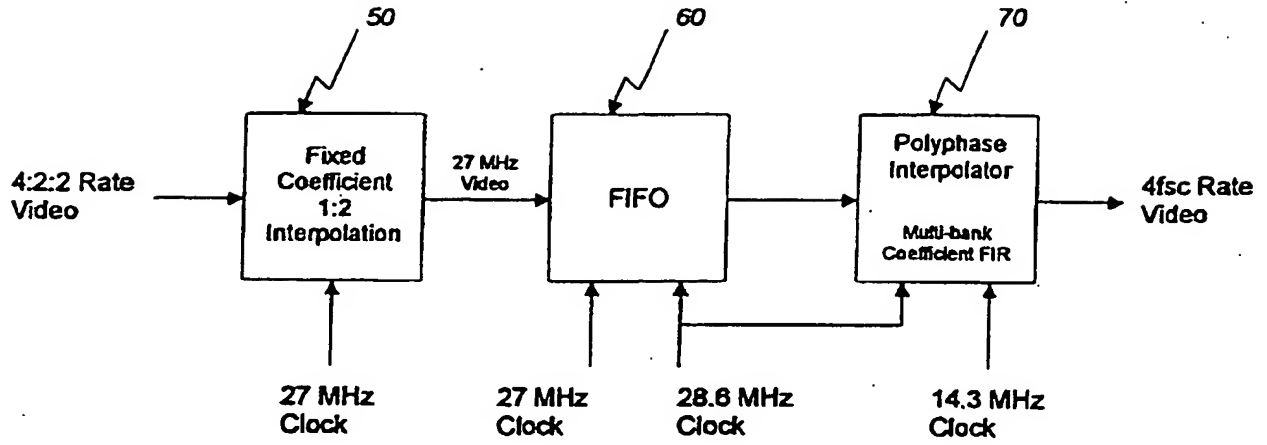 50
60
70
4:2:2 Rate
Video
Fixed
Coefficient
1:2
Interpolation
27 MHz
Video
FIFO
Polyphase
Interpolator
Multi-bank
Coefficient FIR
4fsc Rate
Video
27 MHz
Clock
27 MHz
Clock
28.6 MHz
Clock
14.3 MHz
Clock